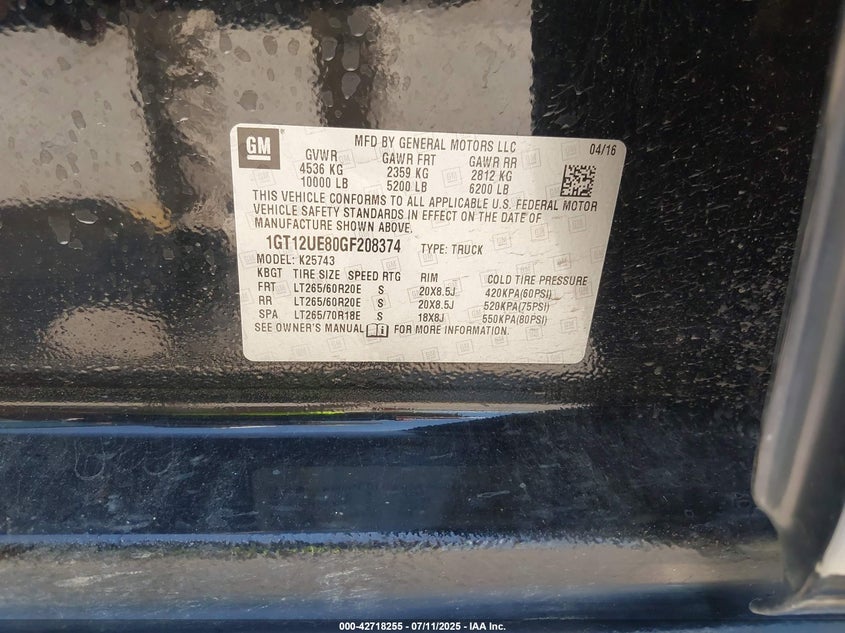 GM
MFD BY GENERAL MOTORS LLC 04/16
GVWR GAWR FRT GAWR RR
4536 KG 2359 KG 2812 KG
10000 LB 5200 LB 6200 LB
THIS VEHICLE CONFORMS TO ALL APPLICABLE U.S. FEDERAL MOTOR
VEHICLE SAFETY STANDARDS IN EFFECT ON THE DATE OF
MANUFACTURE SHOWN ABOVE.
1GT12UE80GF208374 TYPE: TRUCK
MODEL: K25743
KBGT TIRE SIZE SPEED RTG RIM COLD TIRE PRESSURE
FRT LT265/60R20E S 20X8.5J 420KPA(60PSI)
RR LT265/60R20E S 20X8.5J 520KPA(75PSI)
SPA LT265/70R18E S 18X8J 550KPA(80PSI)
SEE OWNER'S MANUAL FOR MORE INFORMATION.
000-42718255 - 07/11/2025 - IAA Inc.